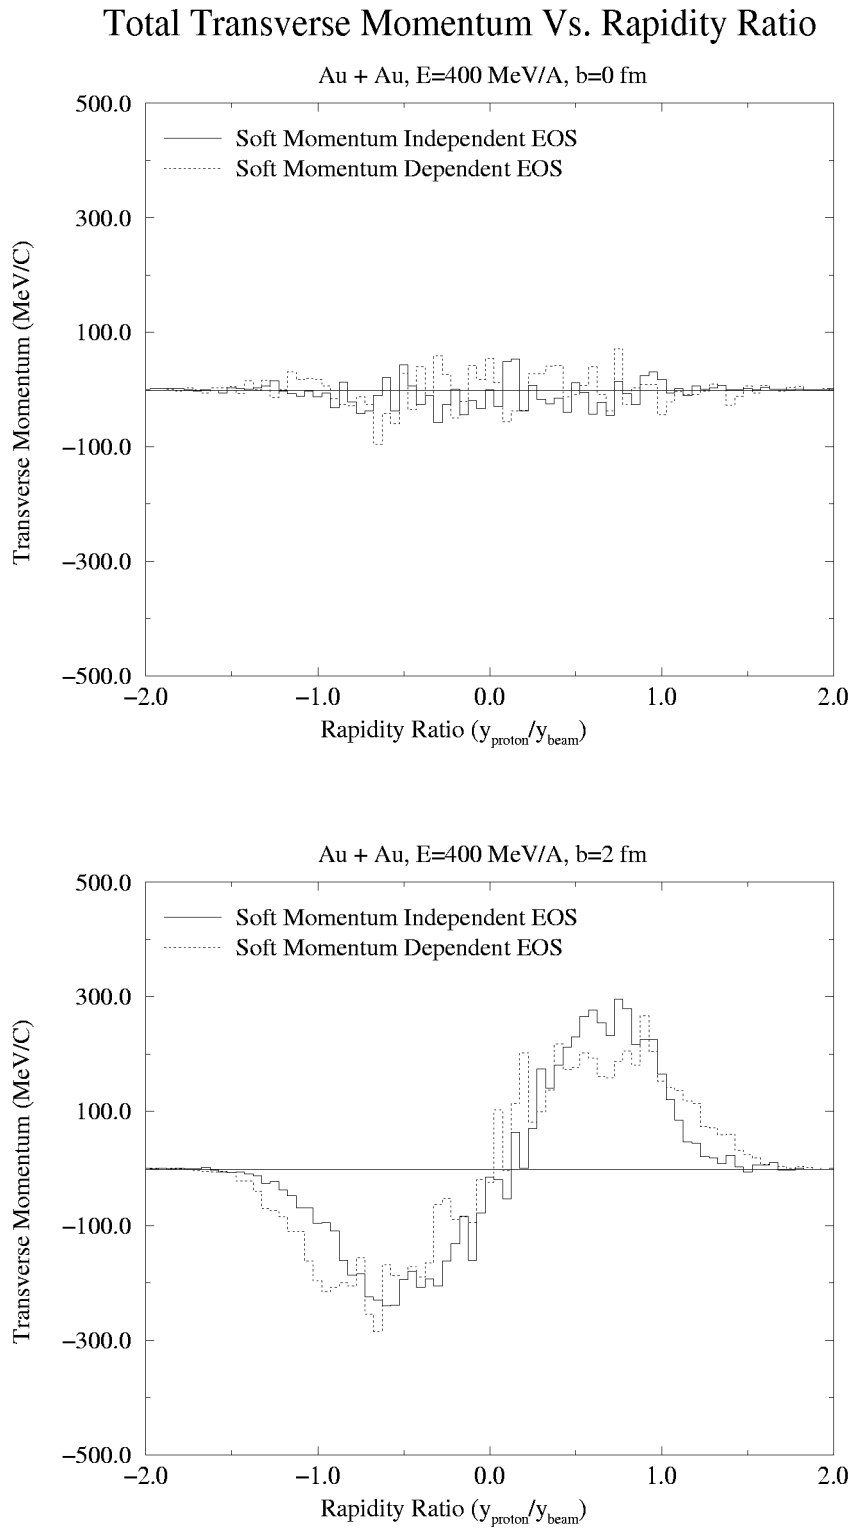 Total Transverse Momentum Vs. Rapidity Ratio
Au + Au, E=400 MeV/A, b=0 fm
500.0
Soft Momentum Independent EOS
Soft Momentum Dependent EOS
300.0
100.0
Transverse Momentum (MeV/C)
−100.0
−300.0
−500.0
−2.0 −1.0 0.0 1.0 2.0
Rapidity Ratio (yproton/ybeam)
Au + Au, E=400 MeV/A, b=2 fm
500.0
Soft Momentum Independent EOS
Soft Momentum Dependent EOS
300.0
100.0
Transverse Momentum (MeV/C)
−100.0
−300.0
−500.0
−2.0 −1.0 0.0 1.0 2.0
Rapidity Ratio (yproton/ybeam)